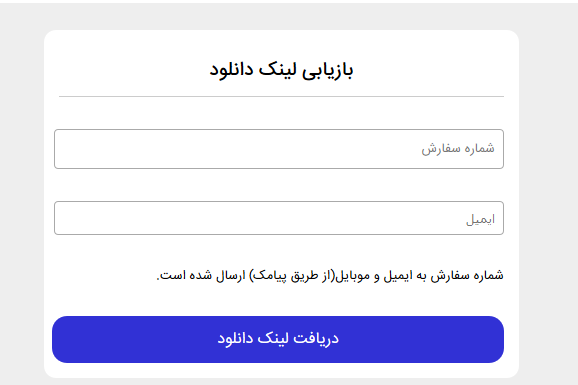 بازیابی لینک دانلود
شماره سفارش
ایمیل
شماره سفارش به ایمیل و موبایل(از طریق پیامک) ارسال شده است.
دریافت لینک دانلود